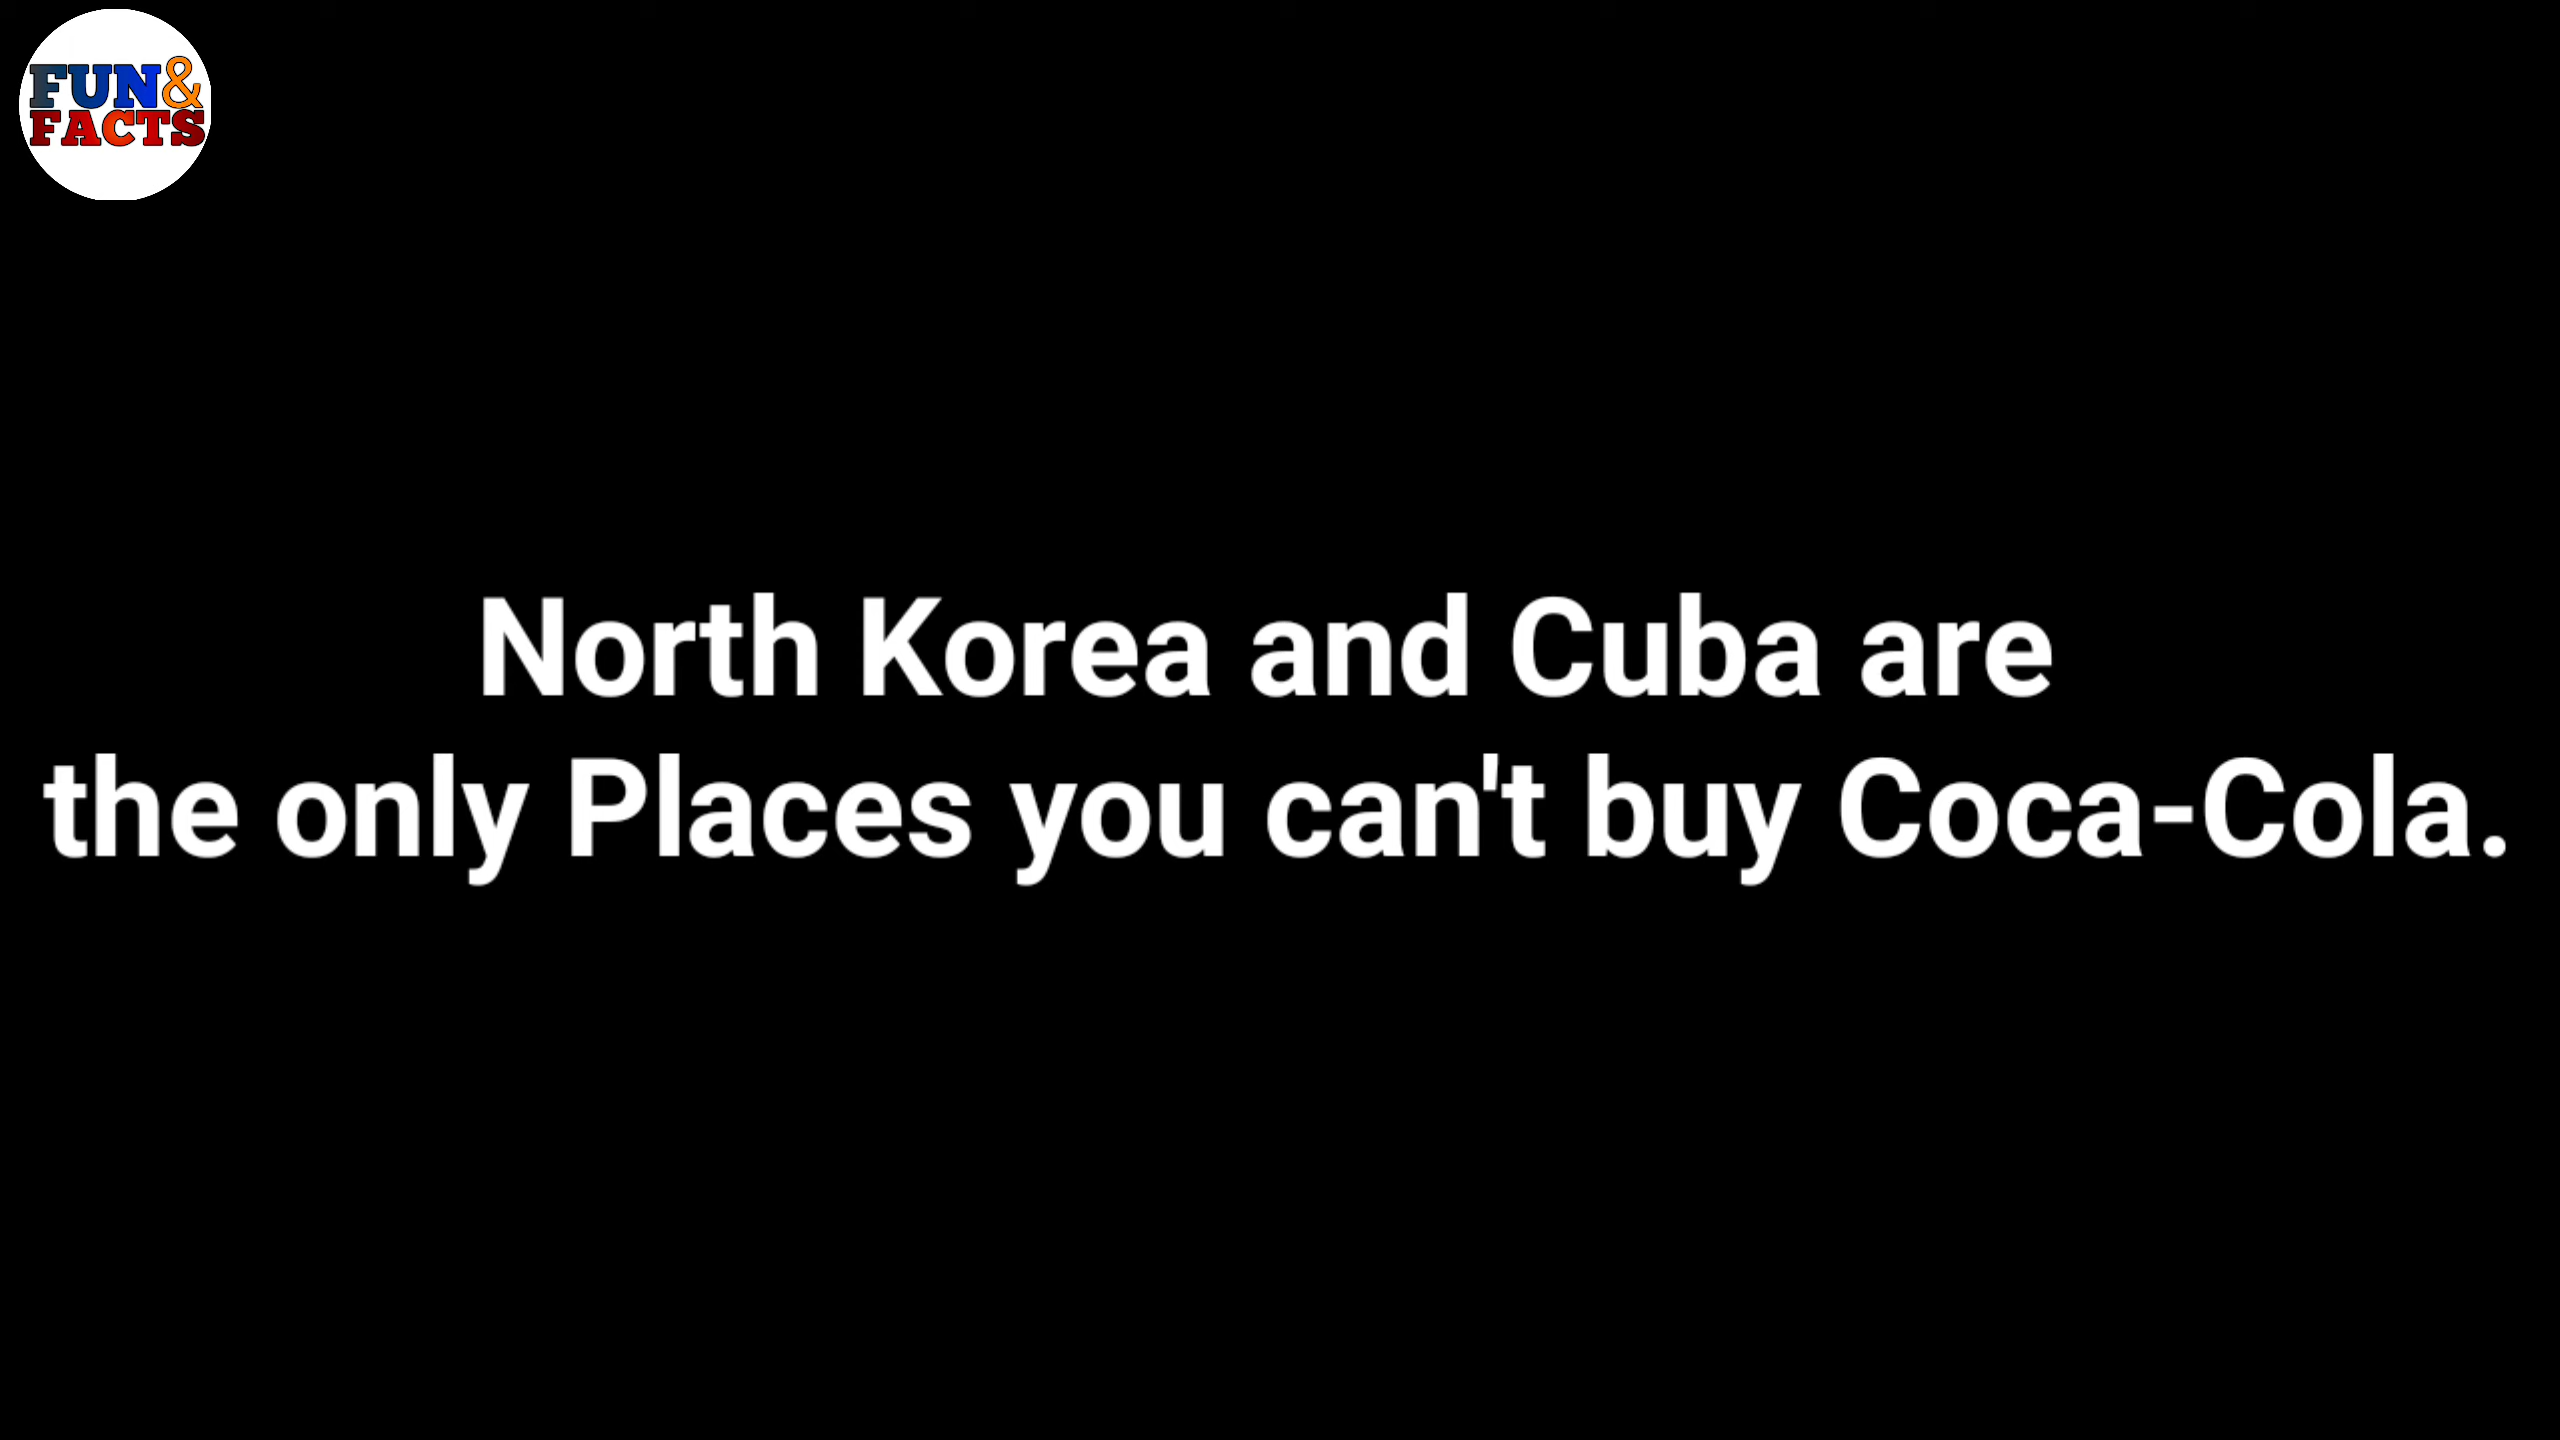 FUN&
FACTS
North Korea and Cuba are
the only Places you can't buy Coca-Cola.